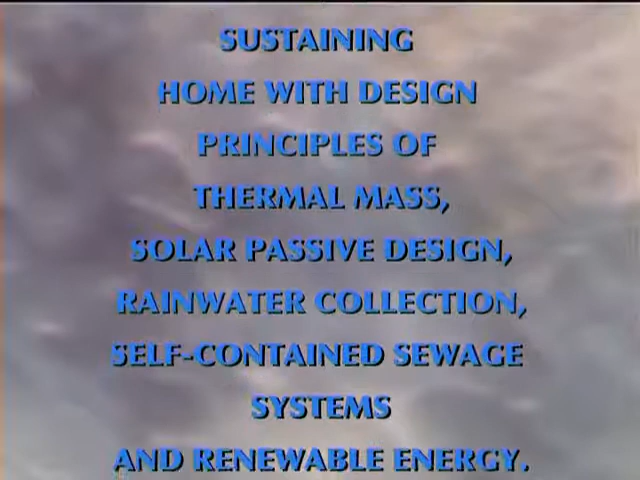 SUSTAINING
HOME WITH DESIGN
PRINCIPLES OF
THERMAL MASS,
SOLAR PASSIVE DESIGN,
RAINWATER COLLECTION,
SELF-CONTAINED SEWAGE
SYSTEMS
AND RENEWABLE ENERGY.